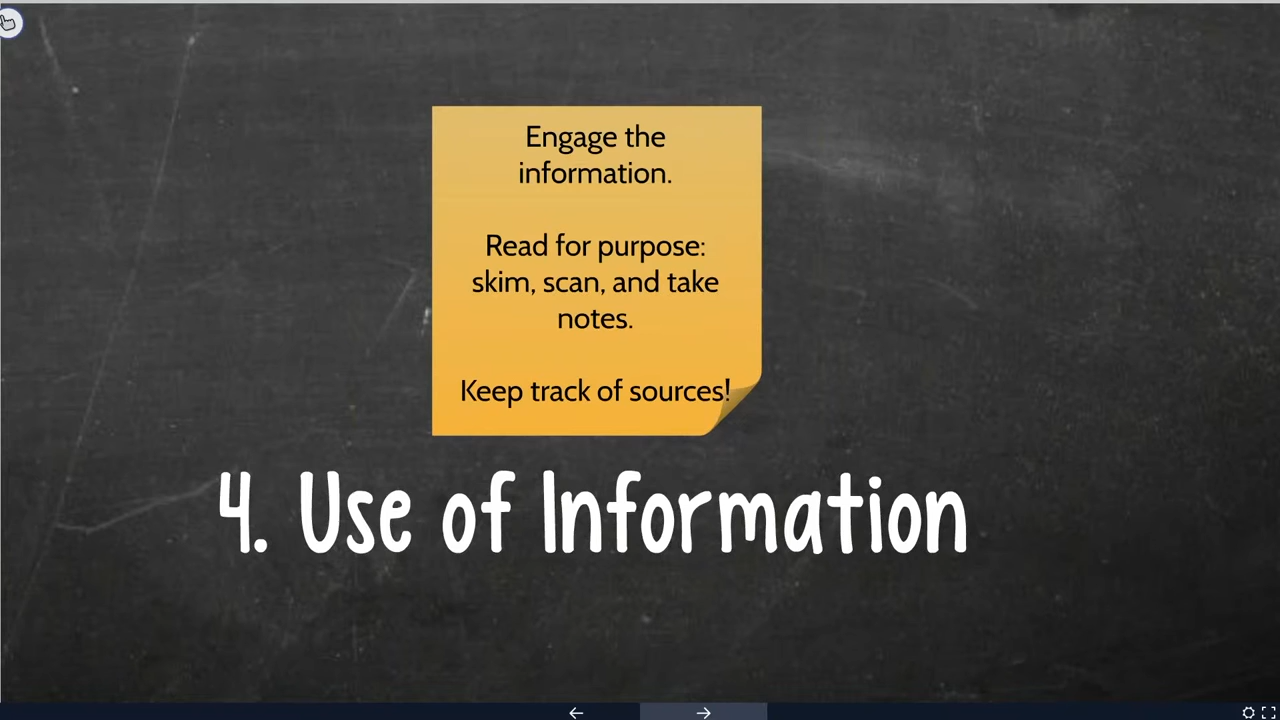 Engage the
information.
Read for purpose:
skim, scan, and take
notes.
Keep track of sources!
4. Use of Information